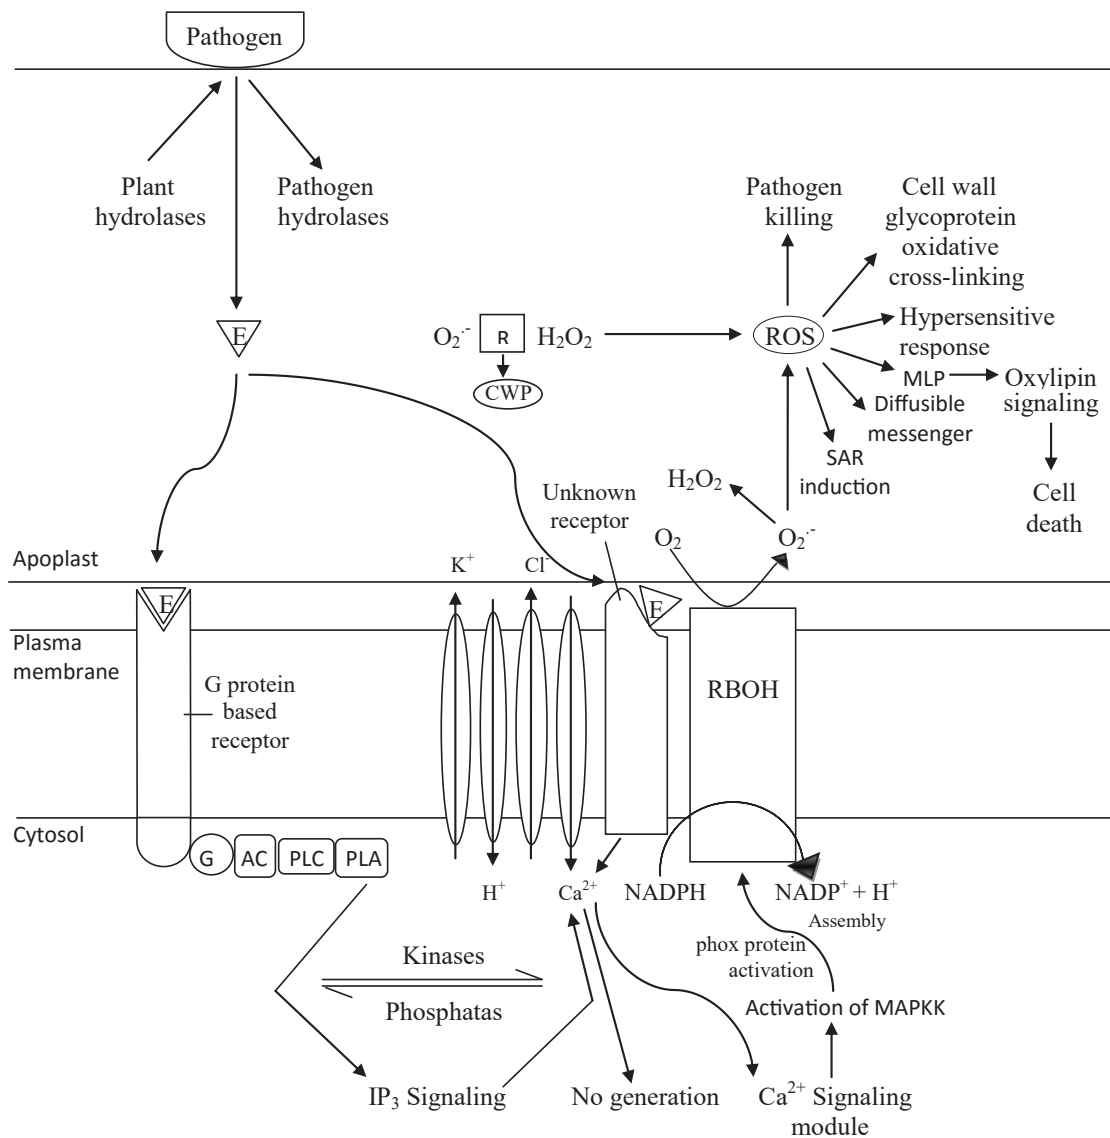 Pathogen
Plant
hydrolases
Pathogen
hydrolases
Pathogen
killing
Cell wall
glycoprotein
oxidative
cross-linking
E
O₂·⁻
R
H₂O₂
CWP
ROS
Hypersensitive
response
MLP
Oxylipin
signaling
Diffusible
messenger
SAR
induction
Cell
death
H₂O₂
Unknown
receptor
O₂
O₂·⁻
Apoplast
K⁺
Cl⁻
E
E
Plasma
membrane
G protein
based
receptor
RBOH
Cytosol
G
AC
PLC
PLA
H⁺
Ca²⁺
NADPH
NADP⁺ + H⁺
Assembly
phox protein
activation
Kinases
Phosphatas
Activation of MAPKK
IP₃ Signaling
No generation
Ca²⁺ Signaling
module